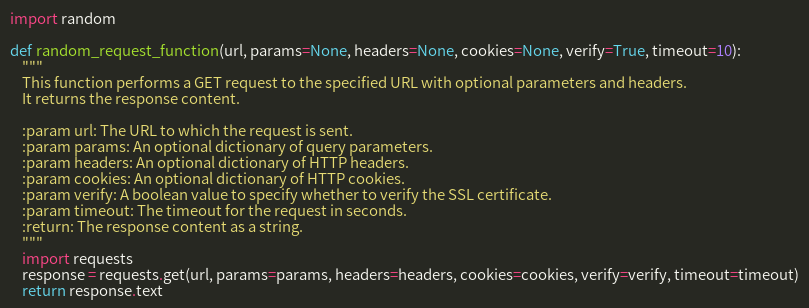 import random

def random_request_function(url, params=None, headers=None, cookies=None, verify=True, timeout=10):
    """
    This function performs a GET request to the specified URL with optional parameters and headers.
    It returns the response content.

    :param url: The URL to which the request is sent.
    :param params: An optional dictionary of query parameters.
    :param headers: An optional dictionary of HTTP headers.
    :param cookies: An optional dictionary of HTTP cookies.
    :param verify: A boolean value to specify whether to verify the SSL certificate.
    :param timeout: The timeout for the request in seconds.
    :return: The response content as a string.
    """
    import requests
    response = requests.get(url, params=params, headers=headers, cookies=cookies, verify=verify, timeout=timeout)
    return response.text